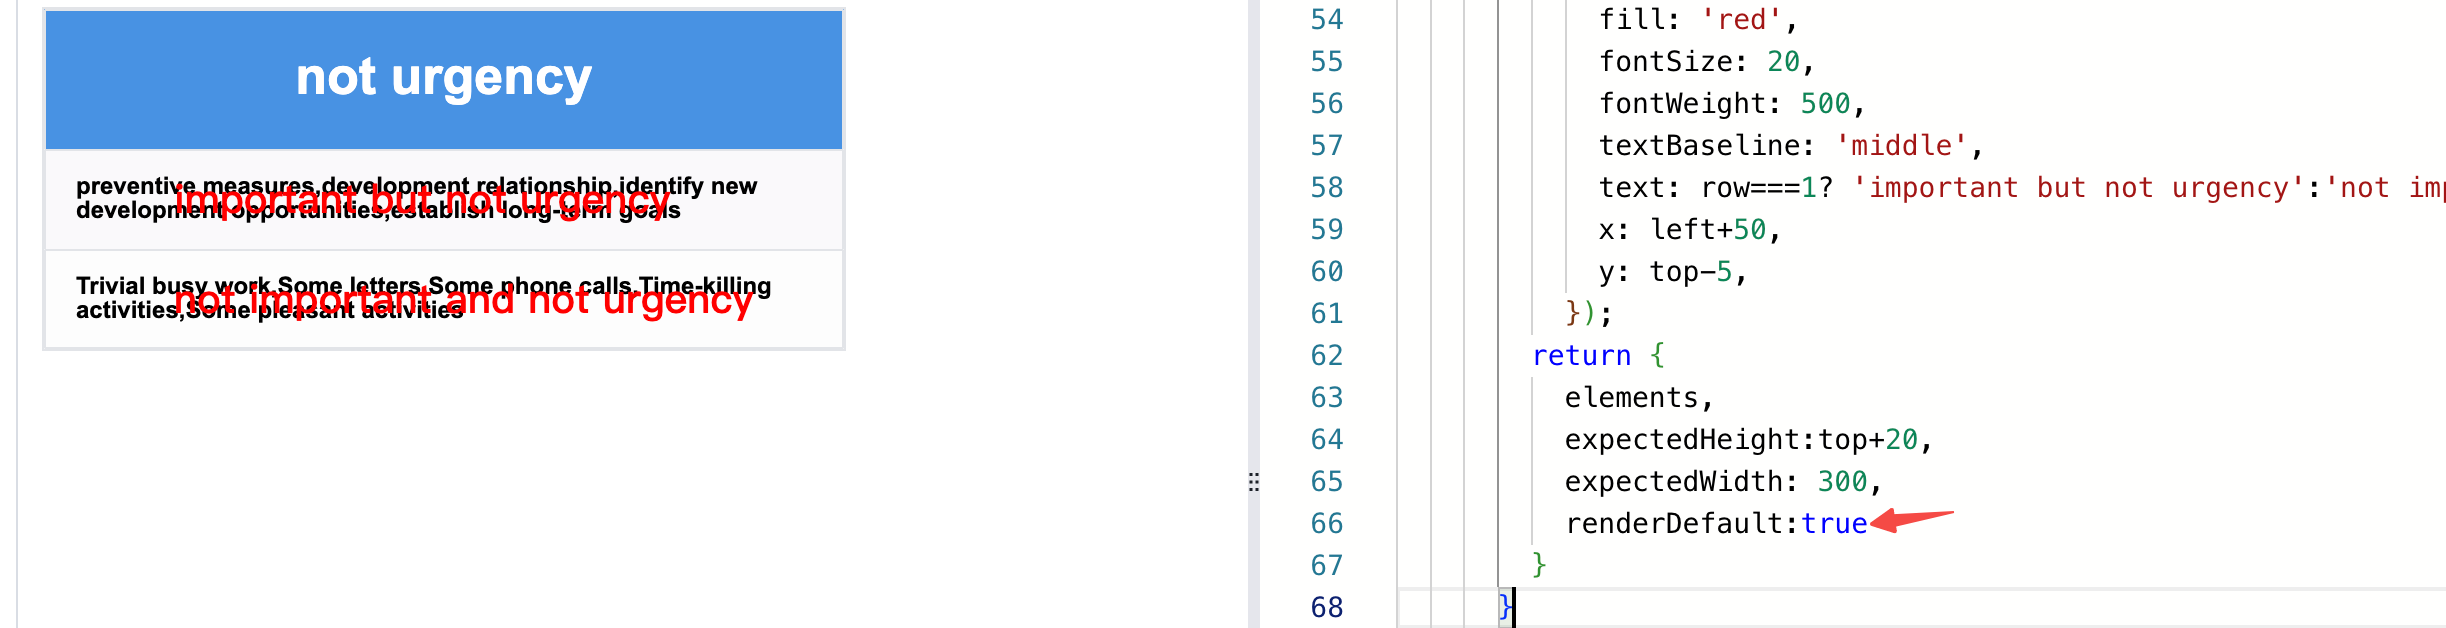 not urgency
preventive measures,development relationship,identify new
development opportunities,establish long-term goals
important but not urgency
Trivial busy work,Some letters,Some phone calls,Time-killing
activities,Some pleasant activities
not important and not urgency
54 fill: 'red',
55 fontSize: 20,
56 fontWeight: 500,
57 textBaseline: 'middle',
58 text: row===1? 'important but not urgency':'not imp
59 x: left+50,
60 y: top-5,
61 });
62 return {
63 elements,
64 expectedHeight:top+20,
65 expectedWidth: 300,
66 renderDefault:true
67 }
68 }